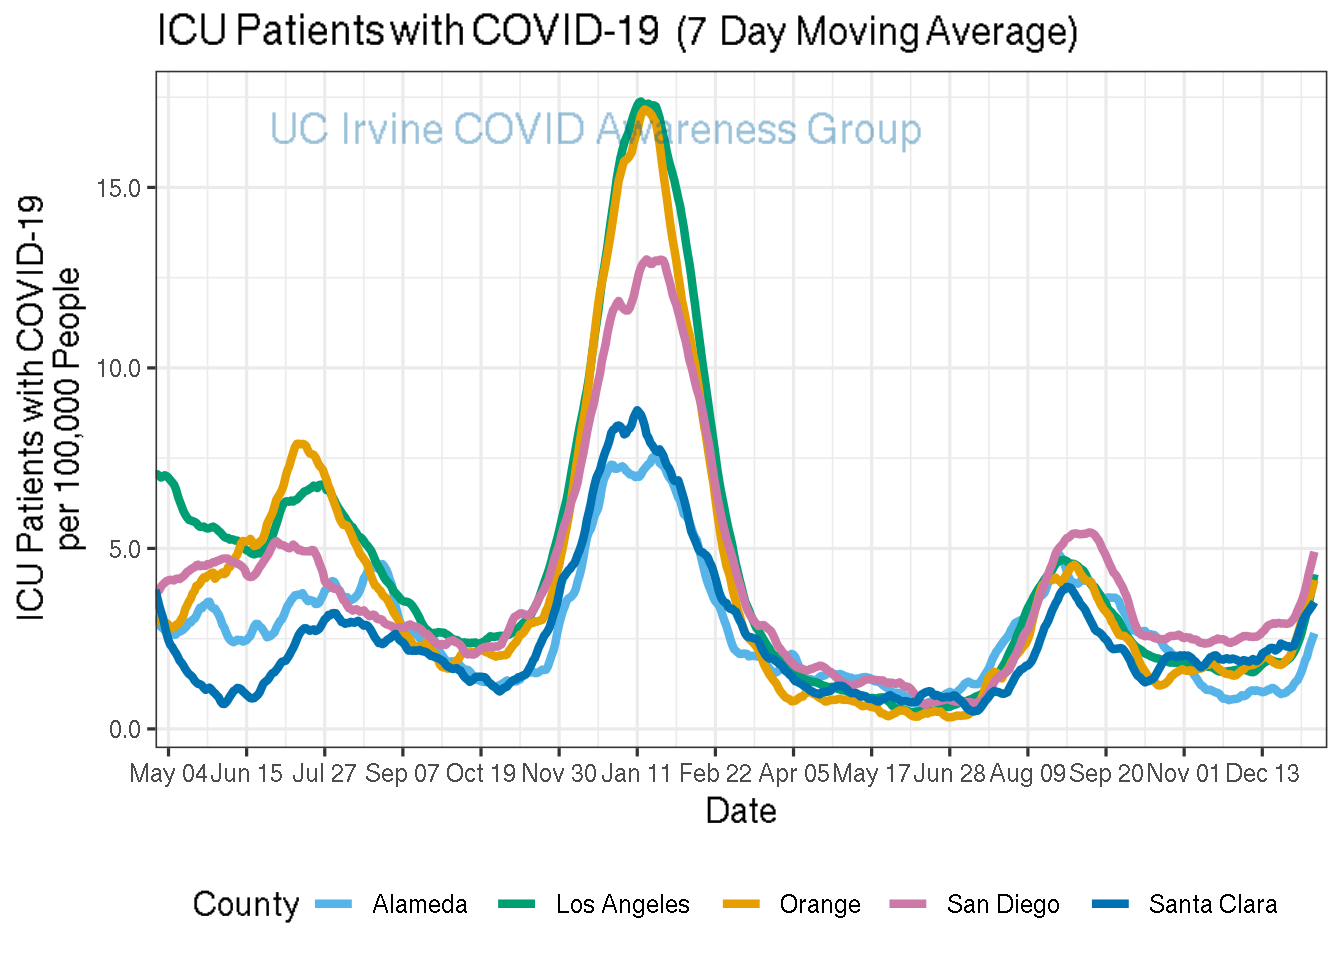 ICU Patients with COVID-19 (7 Day Moving Average)
UC Irvine COVID Awareness Group
ICU Patients with COVID-19
per 100,000 People
15.0
10.0
5.0
0.0
May 04 Jun 15 Jul 27 Sep 07 Oct 19 Nov 30 Jan 11 Feb 22 Apr 05 May 17 Jun 28 Aug 09 Sep 20 Nov 01 Dec 13
Date
County Alameda Los Angeles Orange San Diego Santa Clara